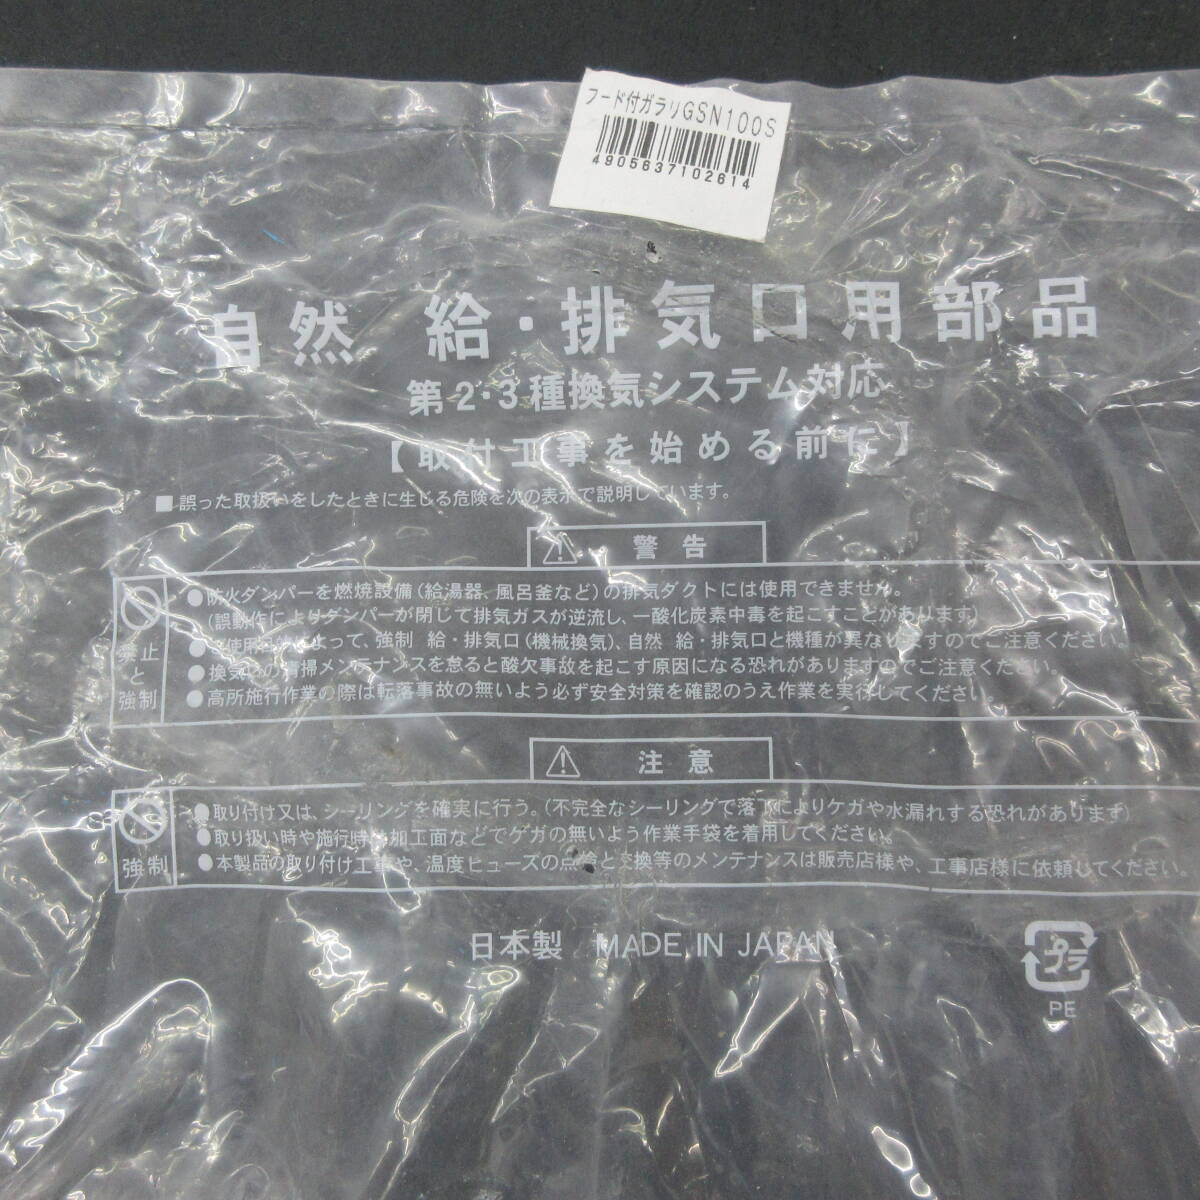 フード付ガラリGSN100S
4905637102614
自然 給・排気口用部品
第2・3種換気システム対応
【取付工事を始める前に】
■誤った取扱いをしたときに生じる危険を次の表示で説明しています。
警告
禁止
と
強制
●防火ダンパーを燃焼設備(給湯器、風呂釜など)の排気ダクトには使用できません。
(誤動作によりダンパーが閉じて排気ガスが逆流し、一酸化炭素中毒を起こすことがあります)
使用 によって、強制 給・排気口(機械換気)、自然 給・排気口と機種が異なりますのでご注意ください。
●換気 の清掃メンテナンスを怠ると酸欠事故を起こす原因になる恐れがありますのでご注意ください。
●高所施行作業の際は転落事故の無いよう必ず安全対策を確認のうえ作業を実行してください
注意
強制
●取り付け又は、シーリングを確実に行う。(不完全なシーリングで落下によりケガや水漏れする恐れがあります)
●取り扱い時や施行時は加工面などでケガの無いよう作業手袋を着用してください。
●本製品の取り付け工事や、温度ヒューズの点検と交換等のメンテナンスは販売店様や、工事店様に依頼してください。
日本製 MADE IN JAPAN
プラ
PE